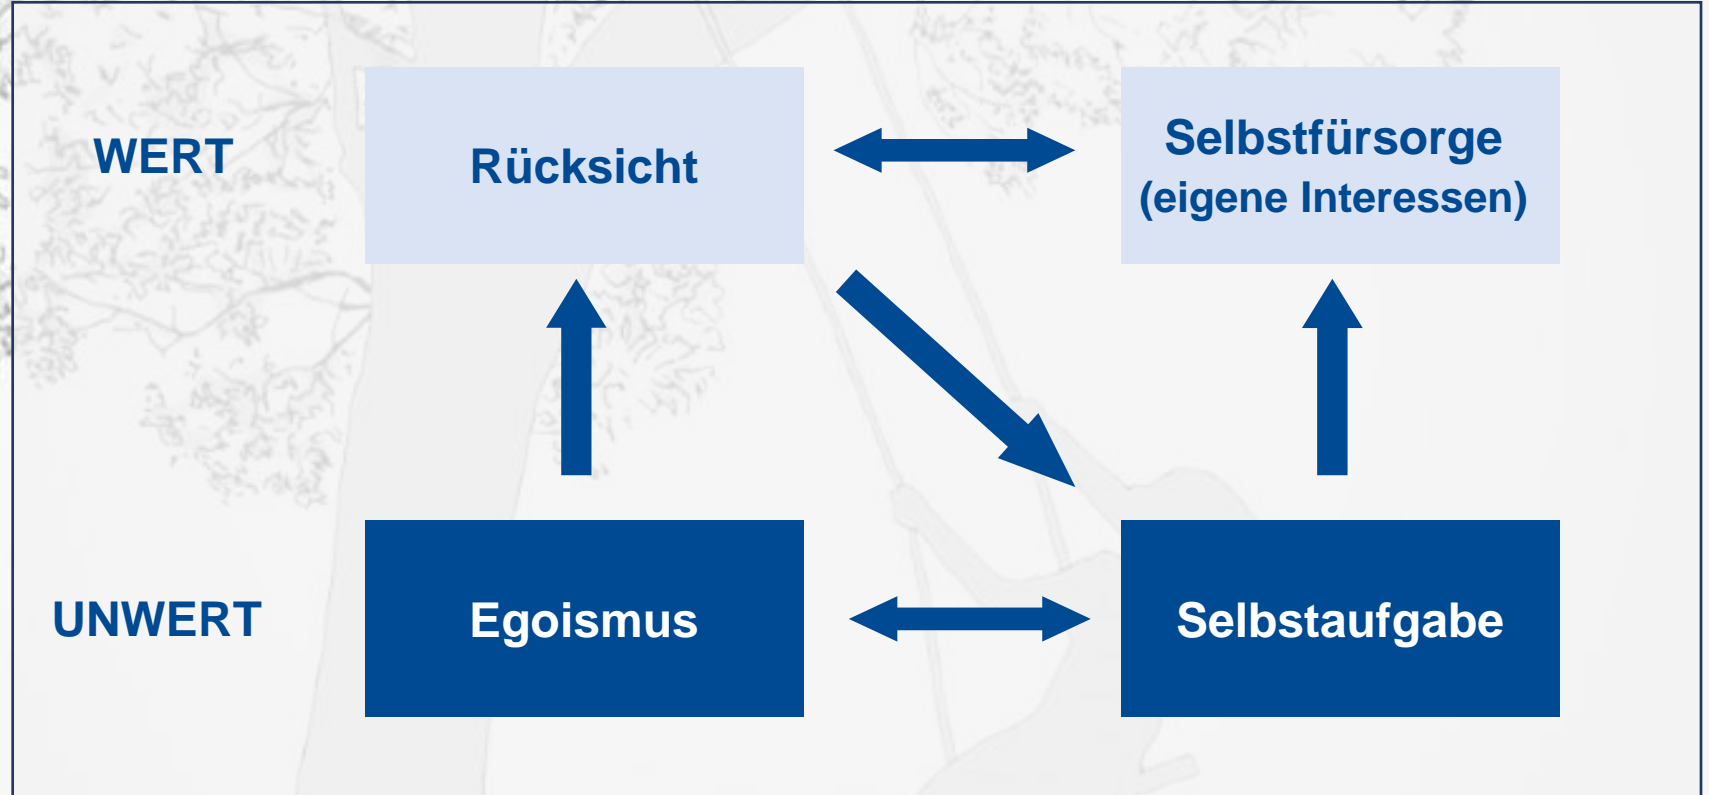 WERT
Rücksicht
Selbstfürsorge
(eigene Interessen)
UNWERT
Egoismus
Selbstaufgabe